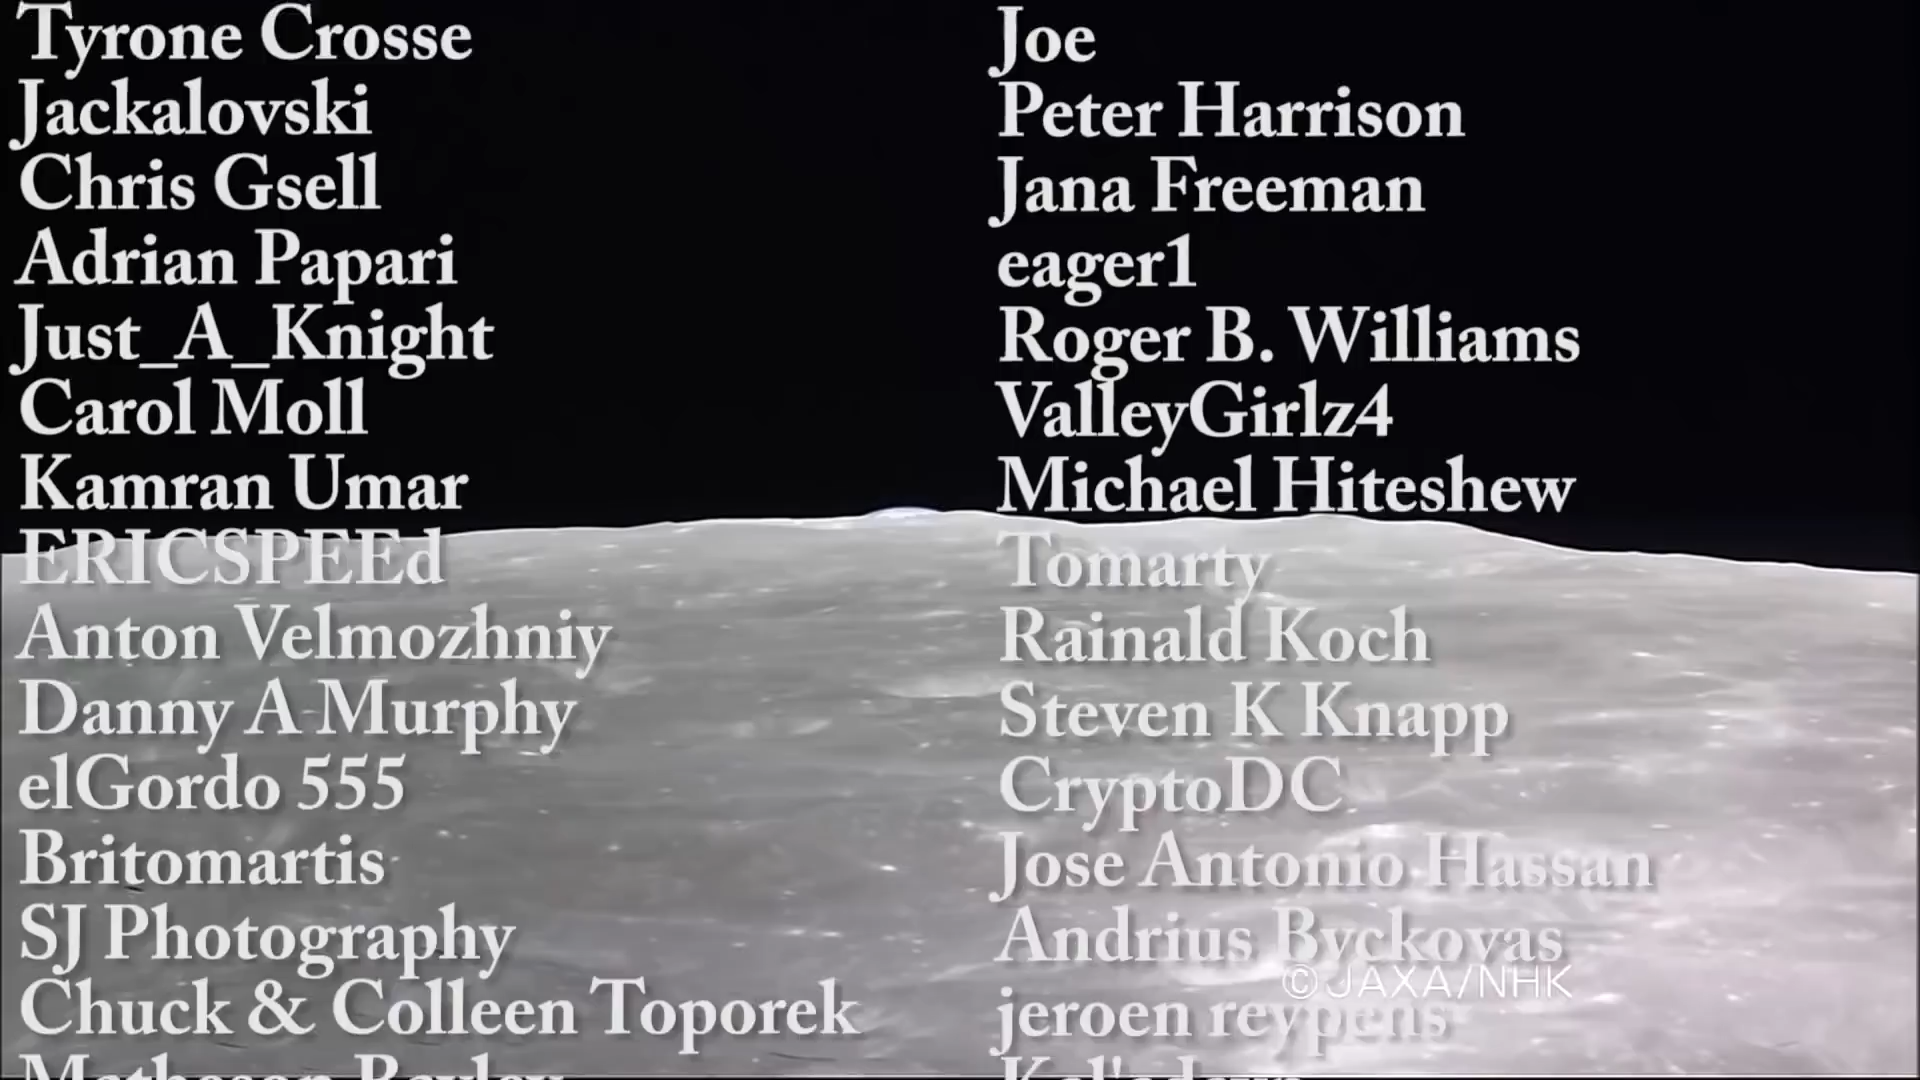 Tyrone Crosse
Jackalovski
Chris Gsell
Adrian Papari
Just_A_Knight
Carol Moll
Kamran Umar
ERICSPEEd
Anton Velmozhniy
Danny A Murphy
elGordo 555
Britomartis
SJ Photography
Chuck & Colleen Toporek
Joe
Peter Harrison
Jana Freeman
eager1
Roger B. Williams
ValleyGirlz4
Michael Hiteshew
Tomarty
Rainald Koch
Steven K Knapp
CryptoDC
Jose Antonio Hassan
Andrius Byckovas
©JAXA/NHK
jeroen reypens